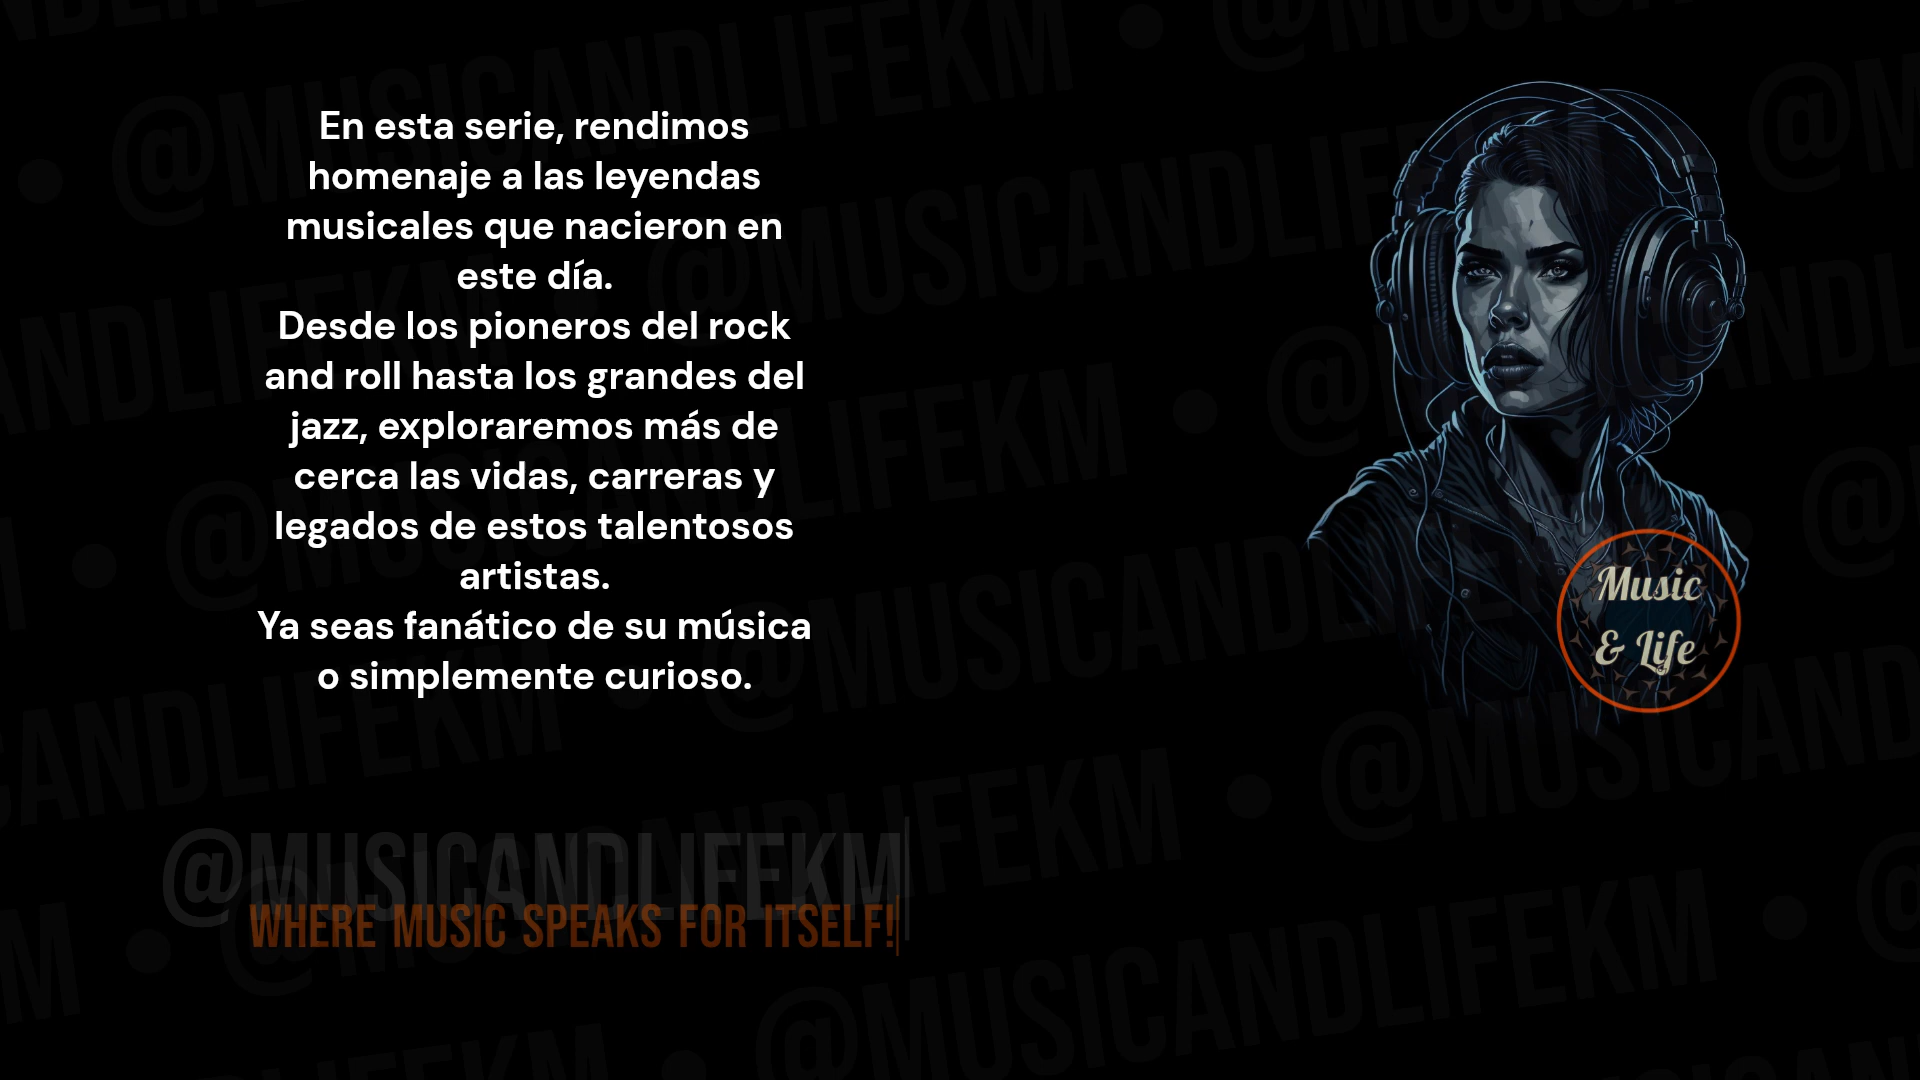 En esta serie, rendimos
homenaje a las leyendas
musicales que nacieron en
este día.
Desde los pioneros del rock
and roll hasta los grandes del
jazz, exploraremos más de
cerca las vidas, carreras y
legados de estos talentosos
artistas.
Ya seas fanático de su música
o simplemente curioso.
Music
& Life
@MUSICANDLIFEKM
WHERE MUSIC SPEAKS FOR ITSELF!